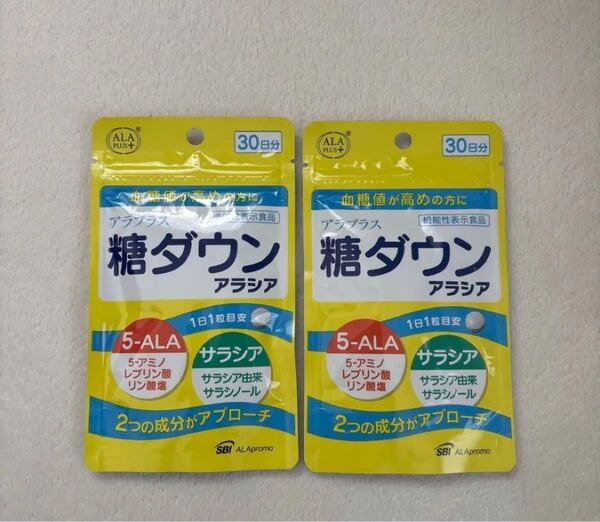 ALA
PLUS+
30日分
血糖値が高めの方に
アラプラス
機能性表示食品
糖ダウン
アラシア
1日1粒目安
5-ALA
5-アミノ
レブリン酸
リン酸塩
サラシア
サラシア由来
サラシノール
2つの成分がアプローチ
SBI ALApromo
ALA
PLUS+
30日分
血糖値が高めの方に
アラプラス
機能性表示食品
糖ダウン
アラシア
1日1粒目安
5-ALA
5-アミノ
レブリン酸
リン酸塩
サラシア
サラシア由来
サラシノール
2つの成分がアプローチ
SBI ALApromo